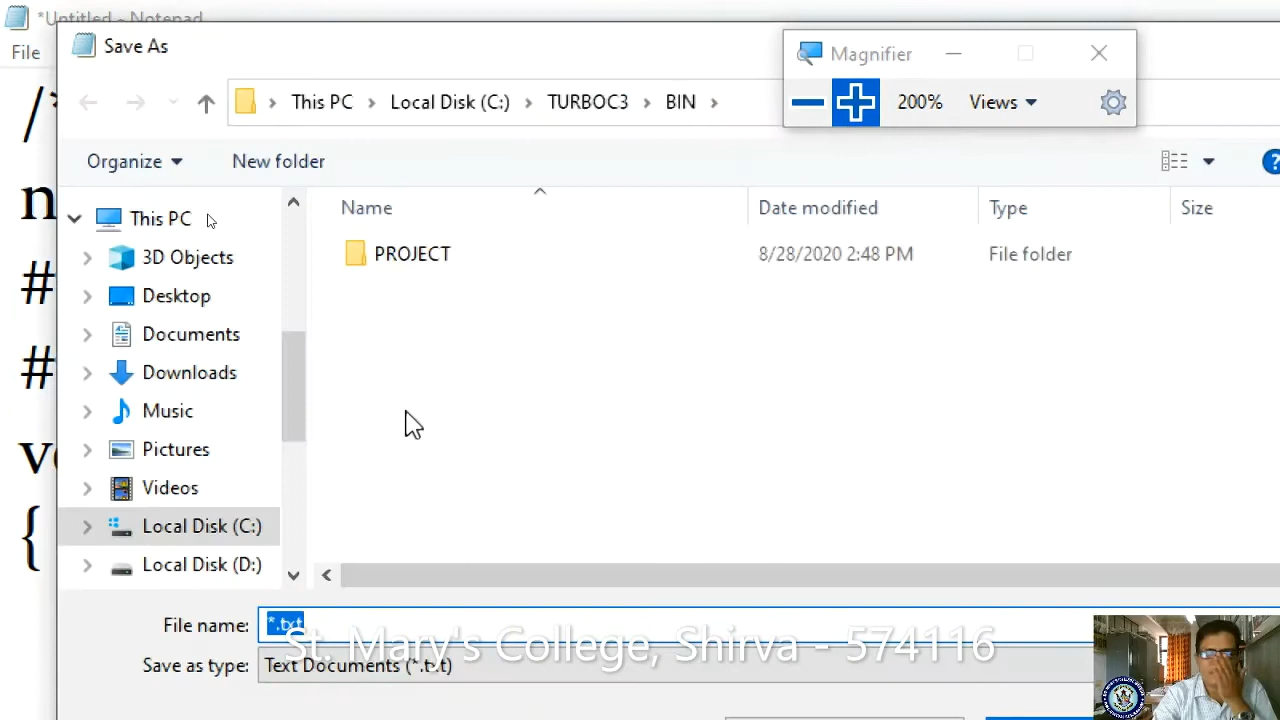 *Untitled - Notepad
Save As
Magnifier
File
This PC
Local Disk (C:)
TURBOC3
BIN
200%
Views
/*
Organize
New folder
n
This PC
Name
Date modified
Type
Size
3D Objects
PROJECT
8/28/2020 2:48 PM
File folder
#
Desktop
Documents
#
Downloads
Music
Pictures
Videos
{
Local Disk (C:)
Local Disk (D:)
File name:
*.txt
St. Mary's College, Shirva - 574116
Save as type:
Text Documents (*.txt)